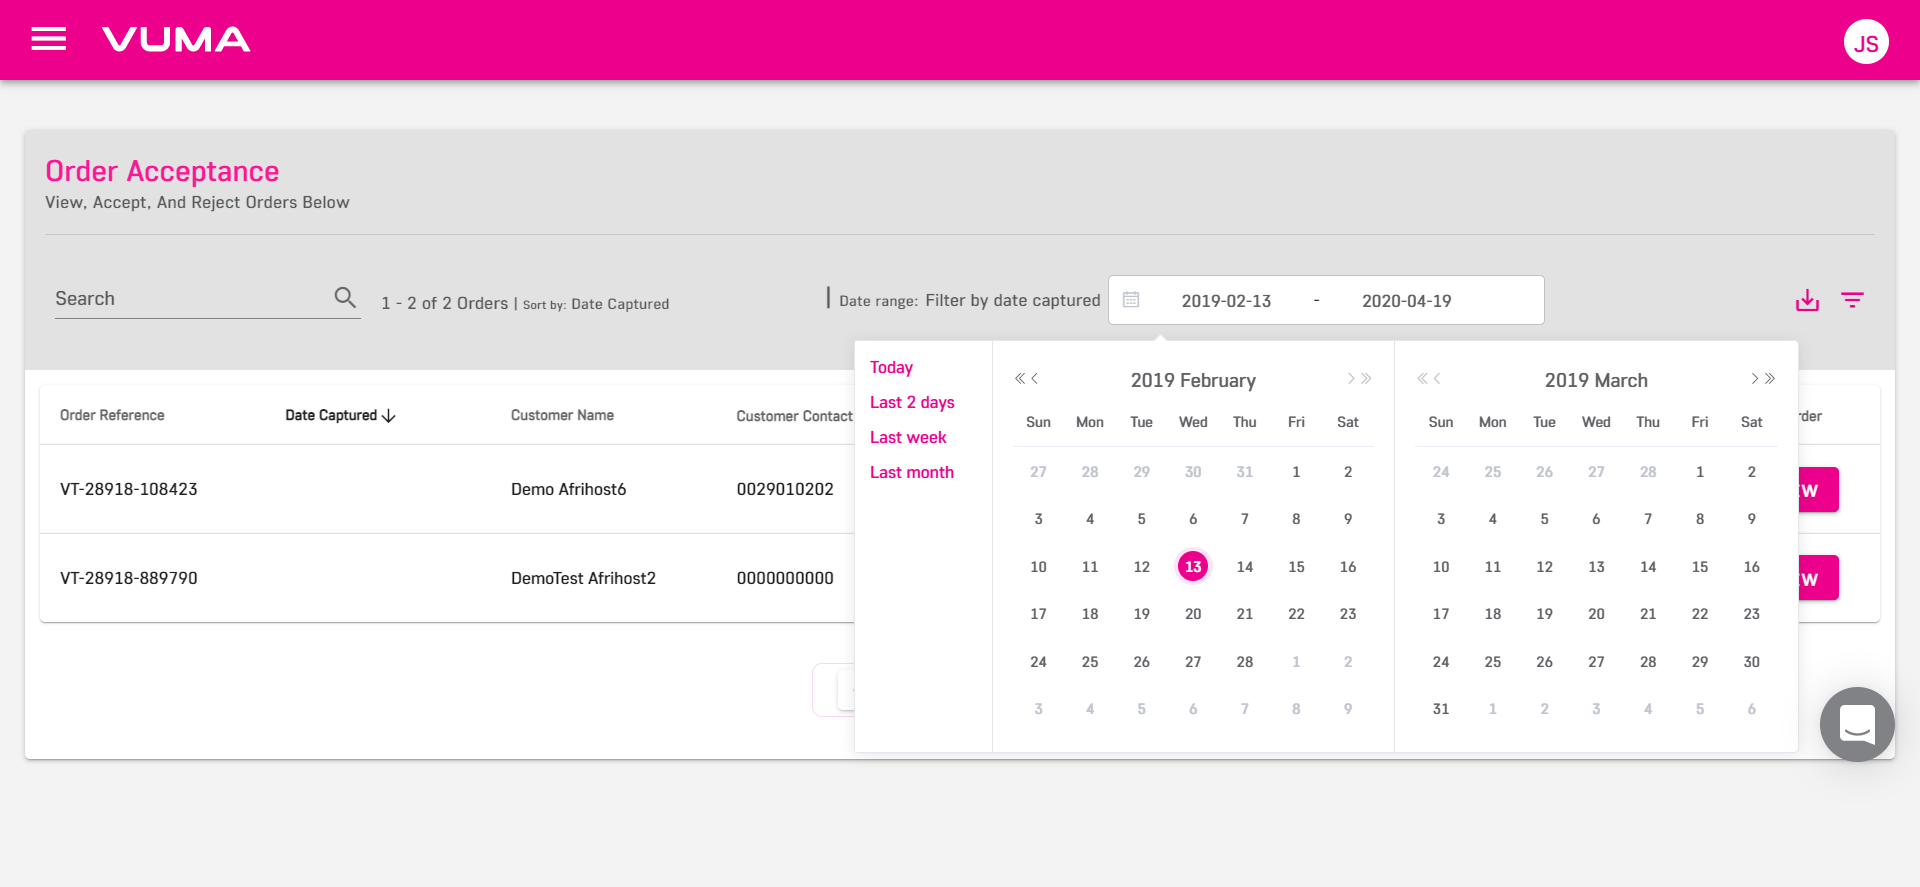 VUMA
JS
Order Acceptance
View, Accept, And Reject Orders Below
Search
1 - 2 of 2 Orders | Sort by: Date Captured
Date range: Filter by date captured 2019-02-13 - 2020-04-19
Today
Last 2 days
Last week
Last month
2019 February
Sun Mon Tue Wed Thu Fri Sat
27 28 29 30 31 1 2
3 4 5 6 7 8 9
10 11 12 13 14 15 16
17 18 19 20 21 22 23
24 25 26 27 28 1 2
3 4 5 6 7 8 9
2019 March
Sun Mon Tue Wed Thu Fri Sat
24 25 26 27 28 1 2
3 4 5 6 7 8 9
10 11 12 13 14 15 16
17 18 19 20 21 22 23
24 25 26 27 28 29 30
31 1 2 3 4 5 6
Order Reference Date Captured Customer Name Customer Contact
VT-28918-108423 Demo Afrihost6 0029010202
VT-28918-889790 DemoTest Afrihost2 0000000000